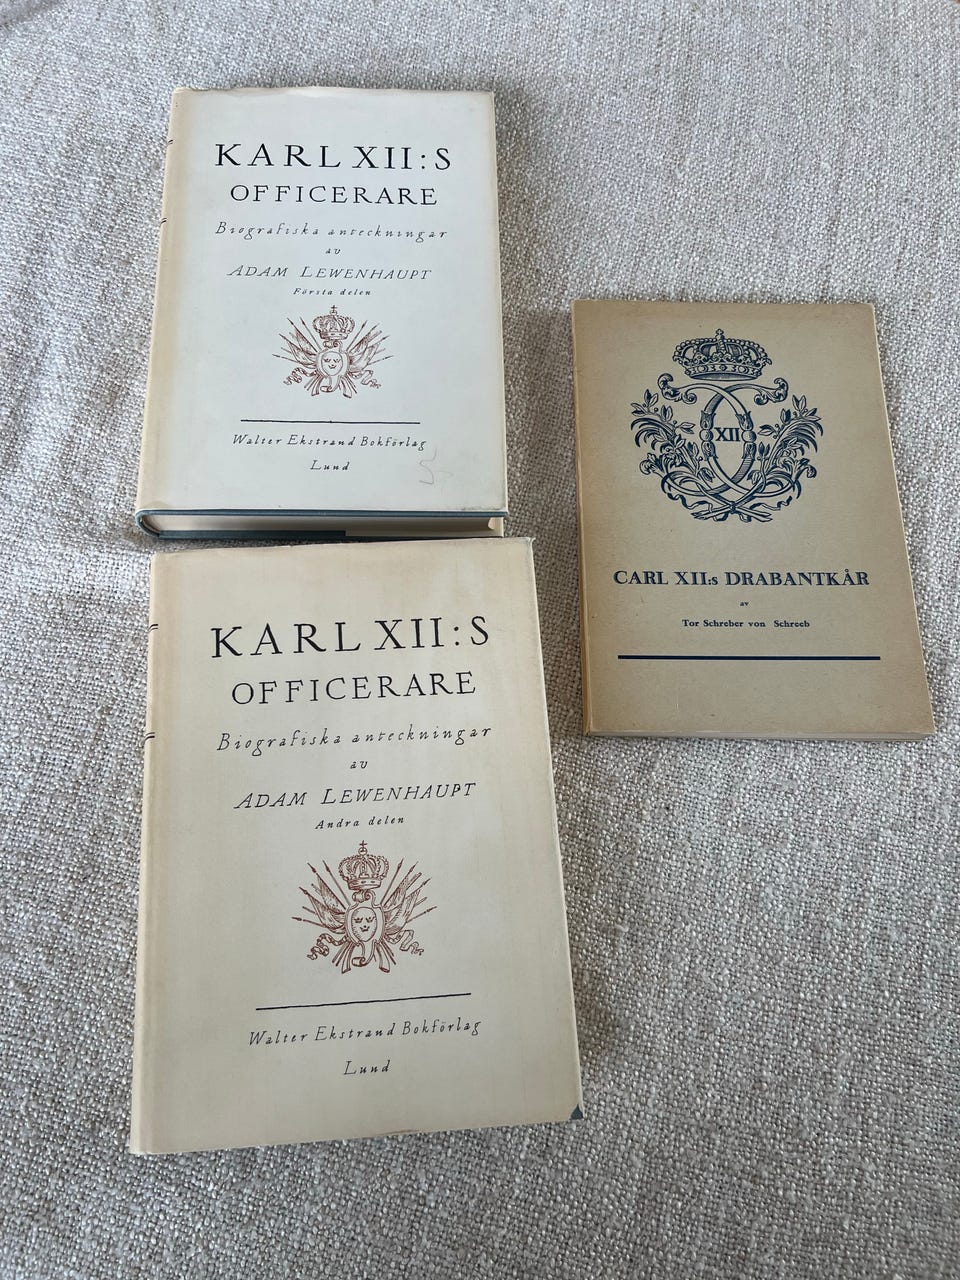 KARL XII:S
OFFICERARE
Biografiska anteckningar
av
ADAM LEWENHAUPT
Första delen
Walter Ekstrand Bokförlag
Lund
KARL XII:S
OFFICERARE
Biografiska anteckningar
av
ADAM LEWENHAUPT
Andra delen
Walter Ekstrand Bokförlag
Lund
XII
CARL XII:s DRABANTKÅR
av
Tor Schreber von Schreeb